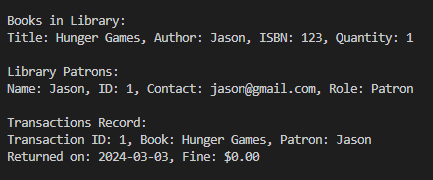 Books in Library:
Title: Hunger Games, Author: Jason, ISBN: 123, Quantity: 1
Library Patrons:
Name: Jason, ID: 1, Contact: jason@gmail.com, Role: Patron
Transactions Record:
Transaction ID: 1, Book: Hunger Games, Patron: Jason
Returned on: 2024-03-03, Fine: $0.00